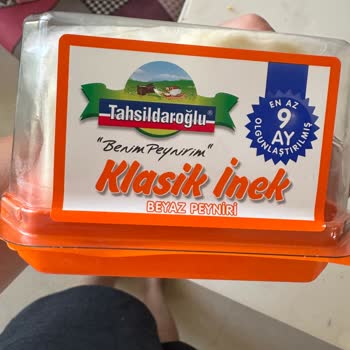 Tahsildaroğlu
"Benim Peynirim"
Klasik İnek
BEYAZ PEYNİRİ
EN AZ
9
AY
OLGUNLAŞTIRILMIŞ